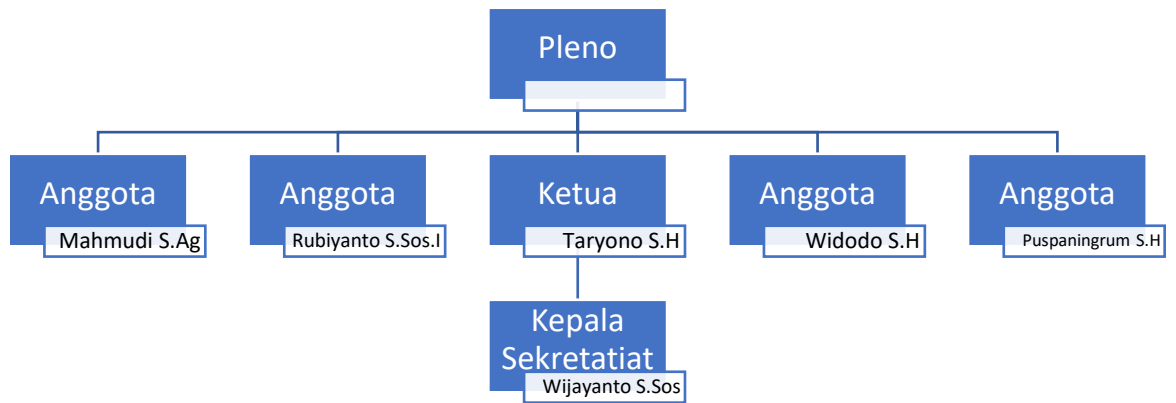 Pleno
Anggota
Mahmudi S.Ag
Anggota
Rubiyanto S.Sos.I
Ketua
Taryono S.H
Anggota
Widodo S.H
Anggota
Puspaningrum S.H
Kepala
Sekretatiat
Wijayanto S.Sos